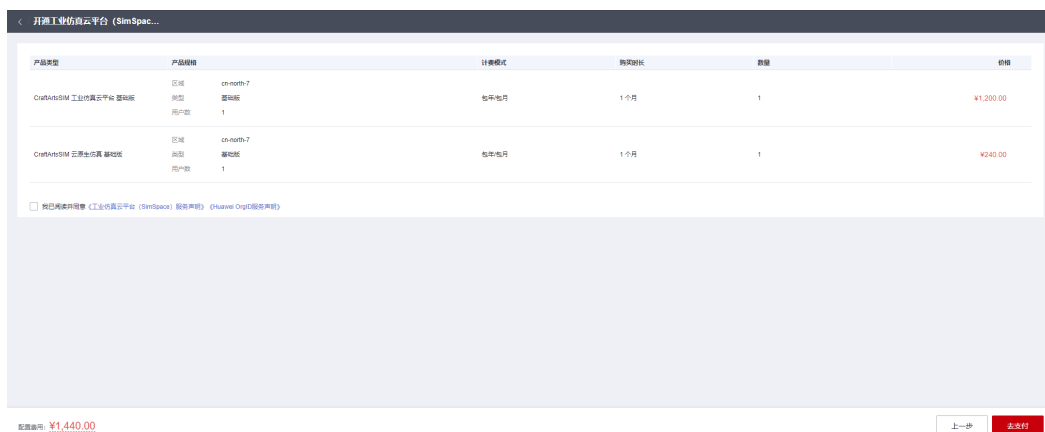 开通工业仿真云平台（SimSpac...
产品类型 产品规格 计费模式 购买时长 数量 价格
区域 cn-north-7
CraftArtsSIM 工业仿真云平台 基础版 类型 基础版 包年/包月 1个月 1 ¥1,200.00
用户数 1
区域 cn-north-7
CraftArtsSIM 云原生仿真 基础版 类型 基础版 包年/包月 1个月 1 ¥240.00
用户数 1
我已阅读并同意《工业仿真云平台（SimSpace）服务声明》《Huawei OrgID服务声明》
配置费用: ¥1,440.00 上一步 去支付